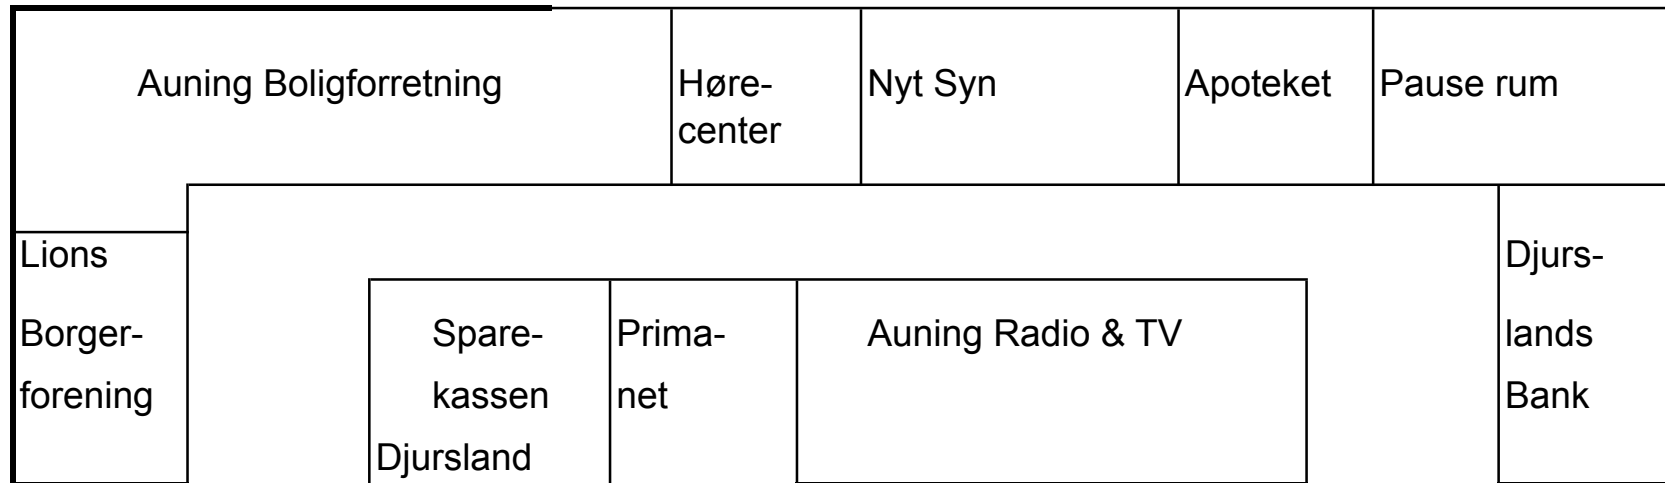 Auning Boligforretning
Høre-
center
Nyt Syn
Apoteket
Pause rum
Lions
Borger-
forening
Spare-
kassen
Djursland
Prima-
net
Auning Radio & TV
Djurs-
lands
Bank